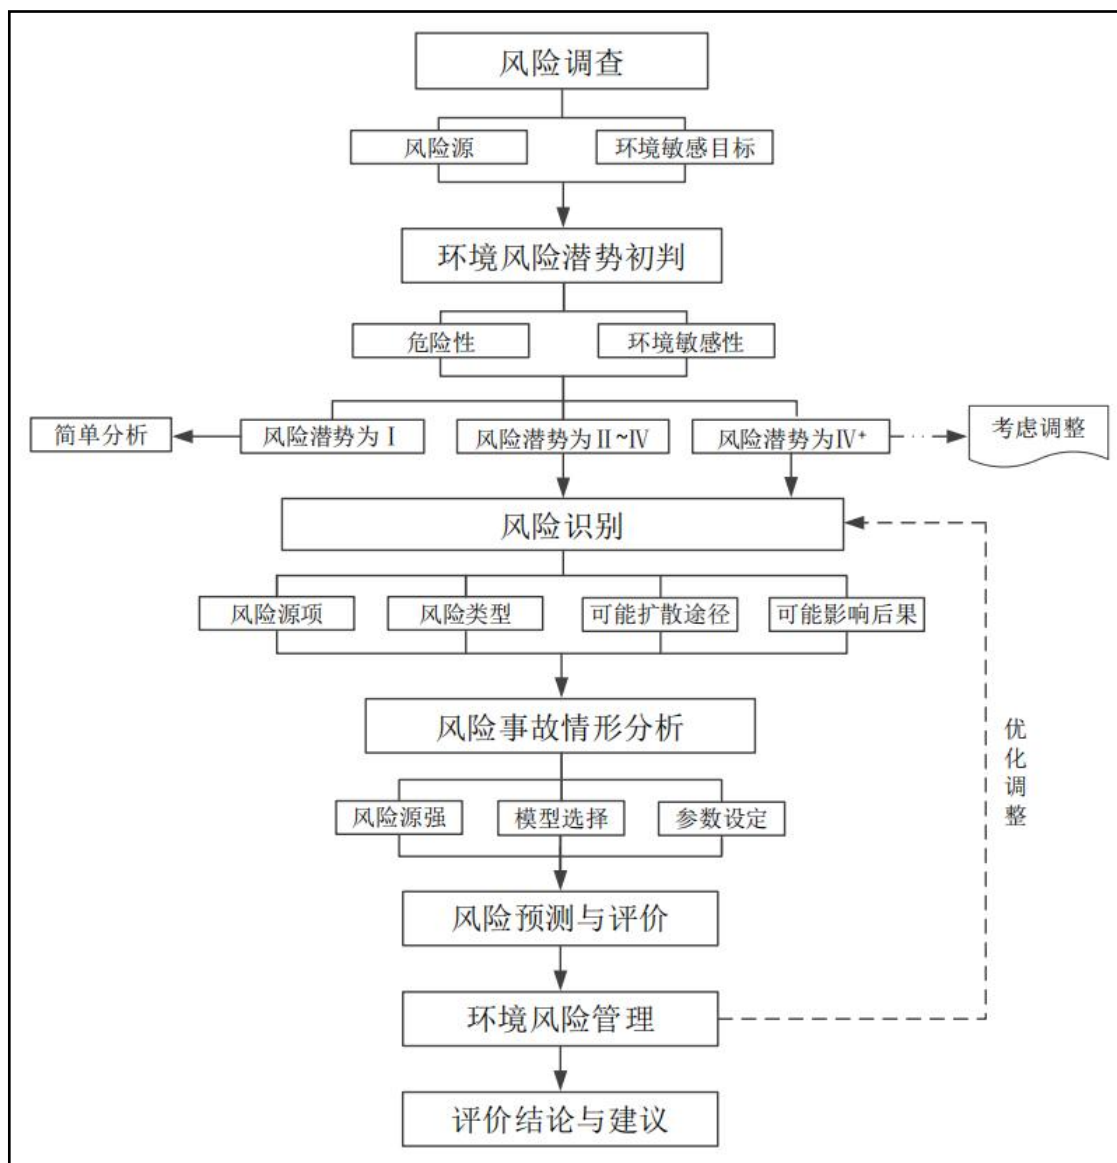 风险调查
风险源
环境敏感目标
环境风险潜势初判
危险性
环境敏感性
简单分析
风险潜势为Ⅰ
风险潜势为Ⅱ~Ⅳ
风险潜势为Ⅳ⁺
考虑调整
风险识别
风险源项
风险类型
可能扩散途径
可能影响后果
风险事故情形分析
优化调整
风险源强
模型选择
参数设定
风险预测与评价
环境风险管理
评价结论与建议